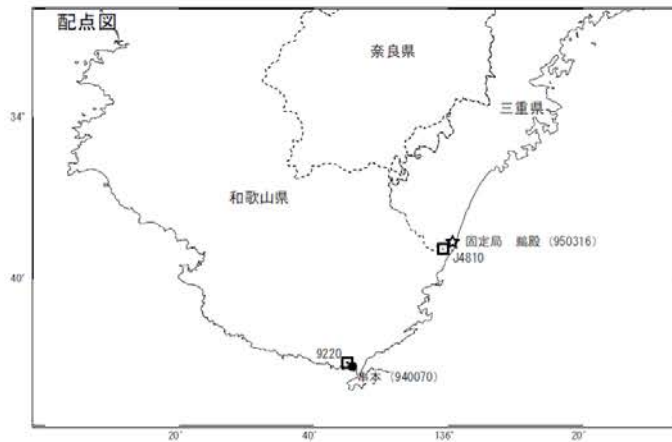 配点図
奈良県
三重県
34°
和歌山県
固定局 鵜殿 (950316)
J4810
40'
9220
串本 (940070)
20'
40'
136°
20'